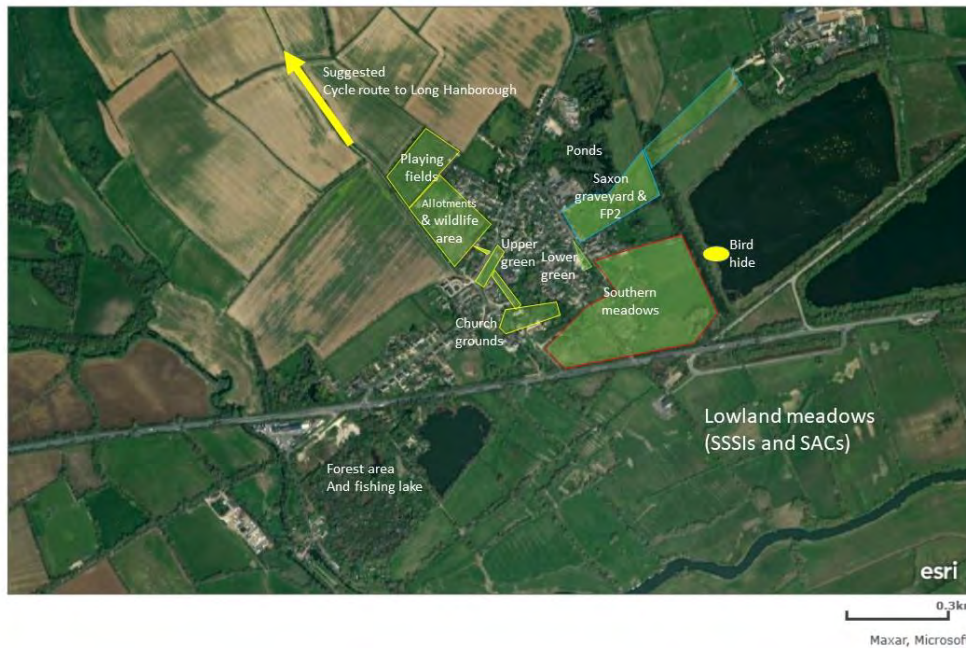 Suggested
Cycle route to Long Hanborough
Playing
fields
Allotments
& wildlife
area
Upper
green
Church
grounds
Ponds
Saxon
graveyard &
FP2
Lower
green
Southern
meadows
Bird
hide
Lowland meadows
(SSSIs and SACs)
Forest area
And fishing lake
esri
0.3km
Maxar, Microsoft